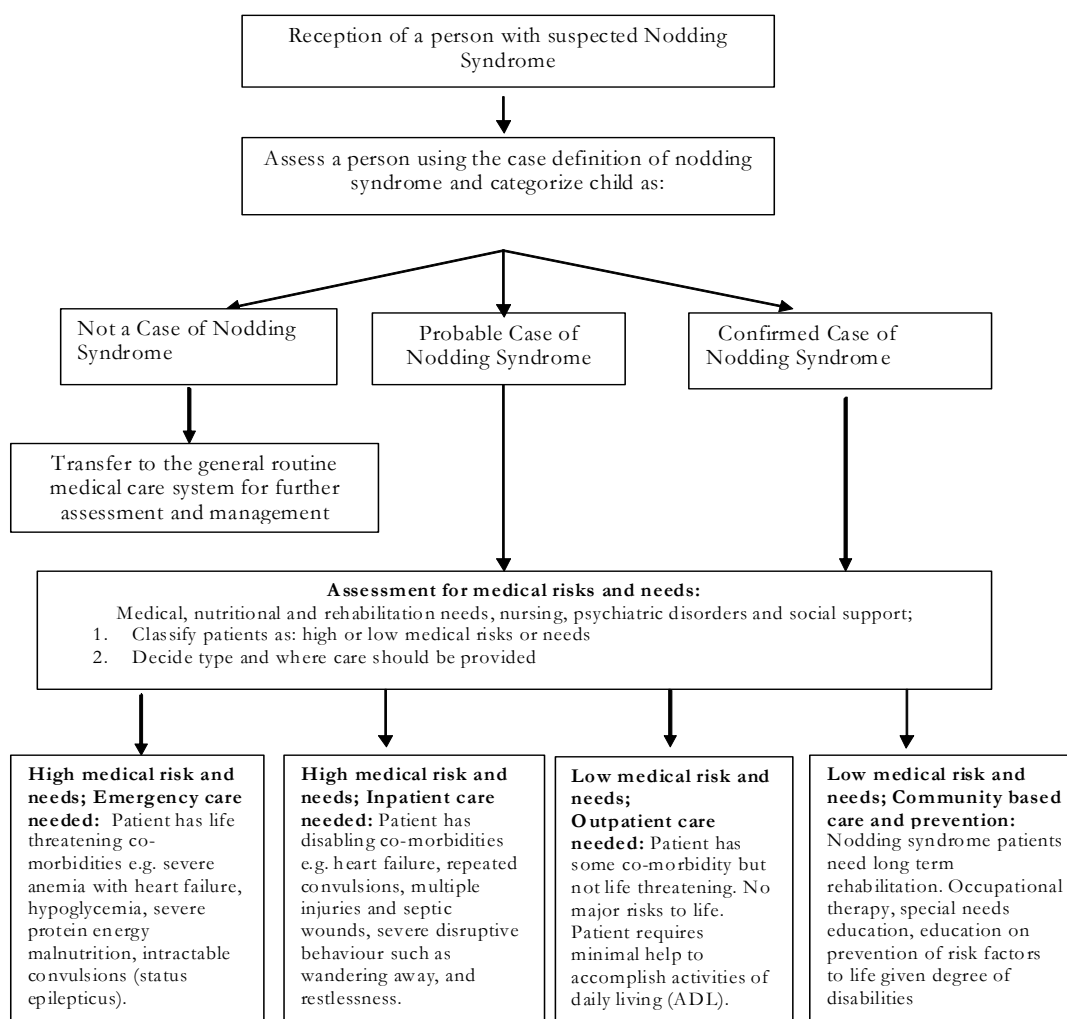 Reception of a person with suspected Nodding
Syndrome
Assess a person using the case definition of nodding
syndrome and categorize child as:
Not a Case of Nodding
Syndrome
Probable Case of
Nodding Syndrome
Confirmed Case of
Nodding Syndrome
Transfer to the general routine
medical care system for further
assessment and management
Assessment for medical risks and needs:
Medical, nutritional and rehabilitation needs, nursing, psychiatric disorders and social support;
1. Classify patients as: high or low medical risks or needs
2. Decide type and where care should be provided
High medical risk and
needs; Emergency care
needed: Patient has life
threatening co-
morbidities e.g. severe
anemia with heart failure,
hypoglycemia, severe
protein energy
malnutrition, intractable
convulsions (status
epilepticus).
High medical risk and
needs; Inpatient care
needed: Patient has
disabling co-morbidities
e.g. heart failure, repeated
convulsions, multiple
injuries and septic
wounds, severe disruptive
behaviour such as
wandering away, and
restlessness.
Low medical risk and
needs;
Outpatient care
needed: Patient has
some co-morbidity but
not life threatening. No
major risks to life.
Patient requires
minimal help to
accomplish activities of
daily living (ADL).
Low medical risk and
needs; Community based
care and prevention:
Nodding syndrome patients
need long term
rehabilitation. Occupational
therapy, special needs
education, education on
prevention of risk factors
to life given degree of
disabilities